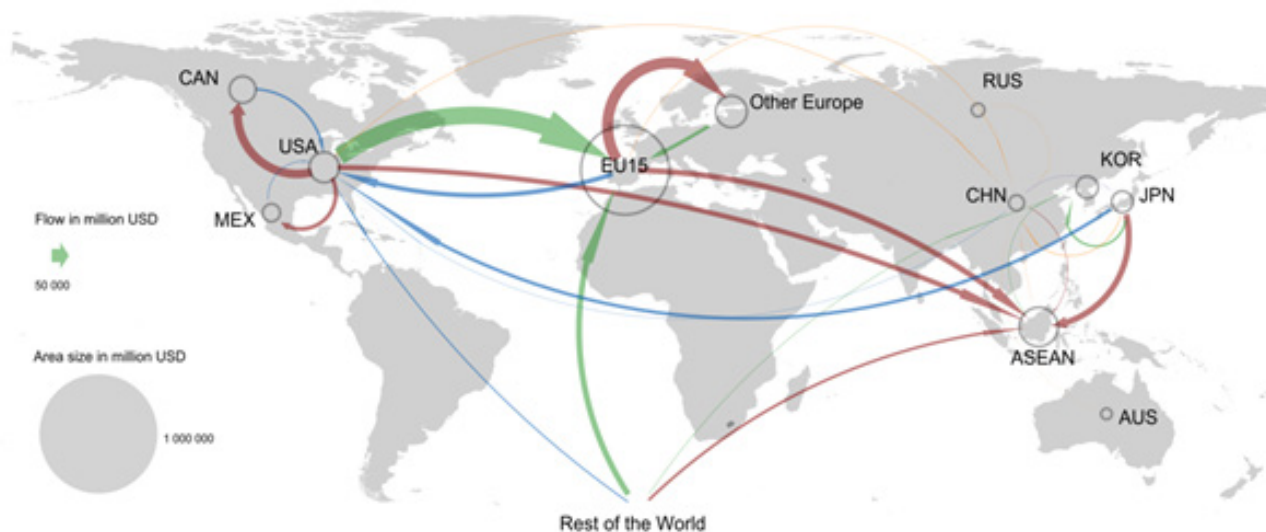 CAN
RUS
Other Europe
USA
EU15
KOR
CHN
JPN
MEX
Flow in million USD
50 000
ASEAN
Area size in million USD
AUS
1 000 000
Rest of the World